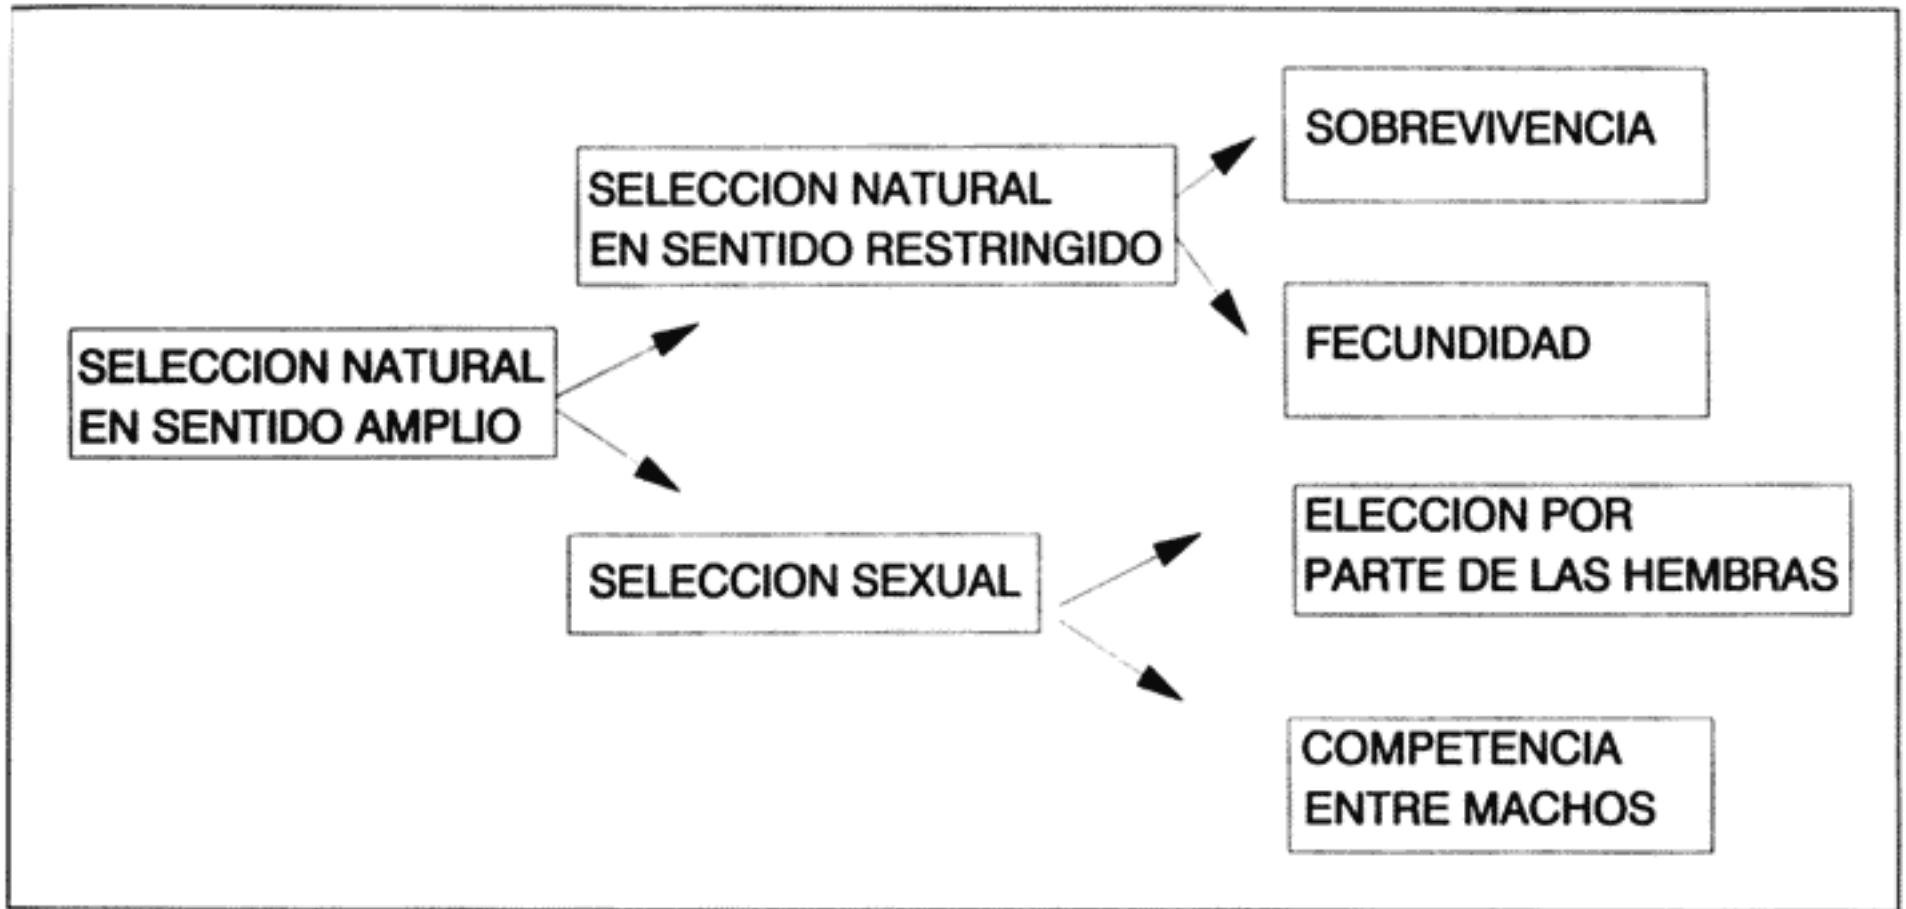 SELECCION NATURAL
EN SENTIDO AMPLIO
SELECCION NATURAL
EN SENTIDO RESTRINGIDO
SOBREVIVENCIA
FECUNDIDAD
SELECCION SEXUAL
ELECCION POR
PARTE DE LAS HEMBRAS
COMPETENCIA
ENTRE MACHOS